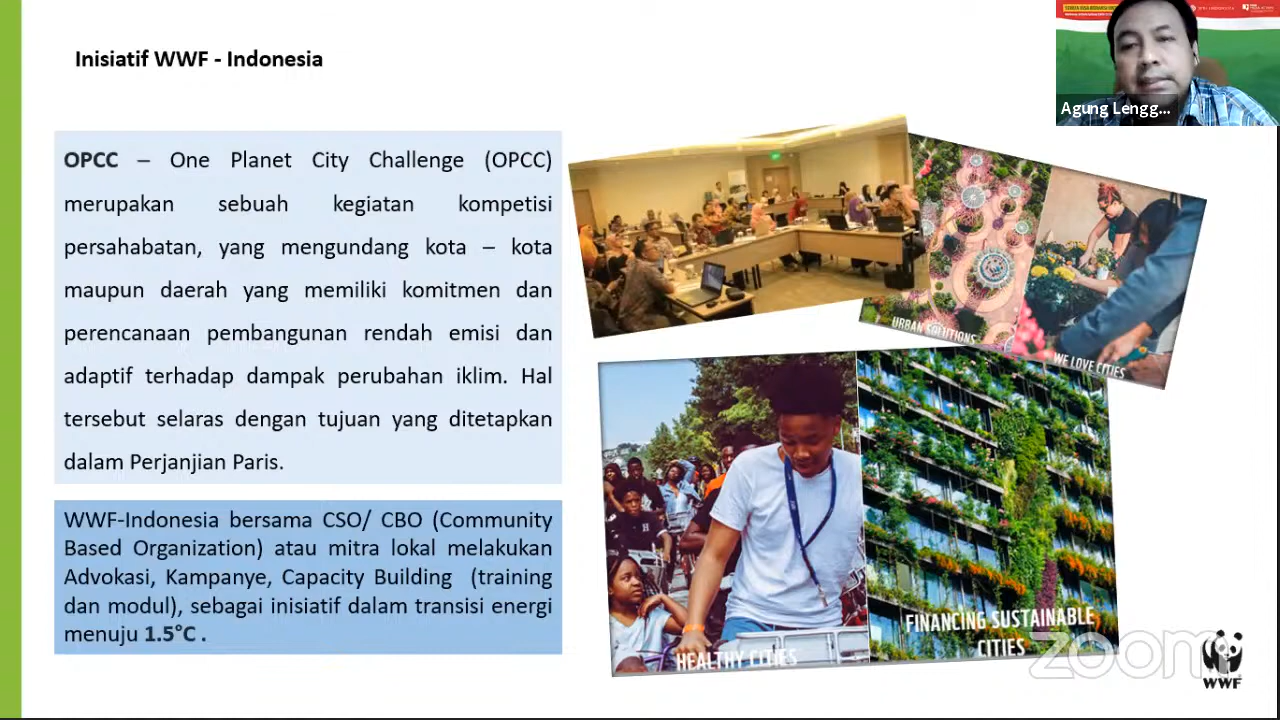 Inisiatif WWF - Indonesia
Agung Lengg...
OPCC – One Planet City Challenge (OPCC)
merupakan sebuah kegiatan kompetisi
persahabatan, yang mengundang kota – kota
maupun daerah yang memiliki komitmen dan
perencanaan pembangunan rendah emisi dan
adaptif terhadap dampak perubahan iklim. Hal
tersebut selaras dengan tujuan yang ditetapkan
dalam Perjanjian Paris.
WWF-Indonesia bersama CSO/ CBO (Community
Based Organization) atau mitra lokal melakukan
Advokasi, Kampanye, Capacity Building (training
dan modul), sebagai inisiatif dalam transisi energi
menuju 1.5°C .
URBAN SOLUTIONS
WE LOVE CITIES
HEALTHY CITIES
FINANCING SUSTAINABLE
CITIES
zoom
WWF